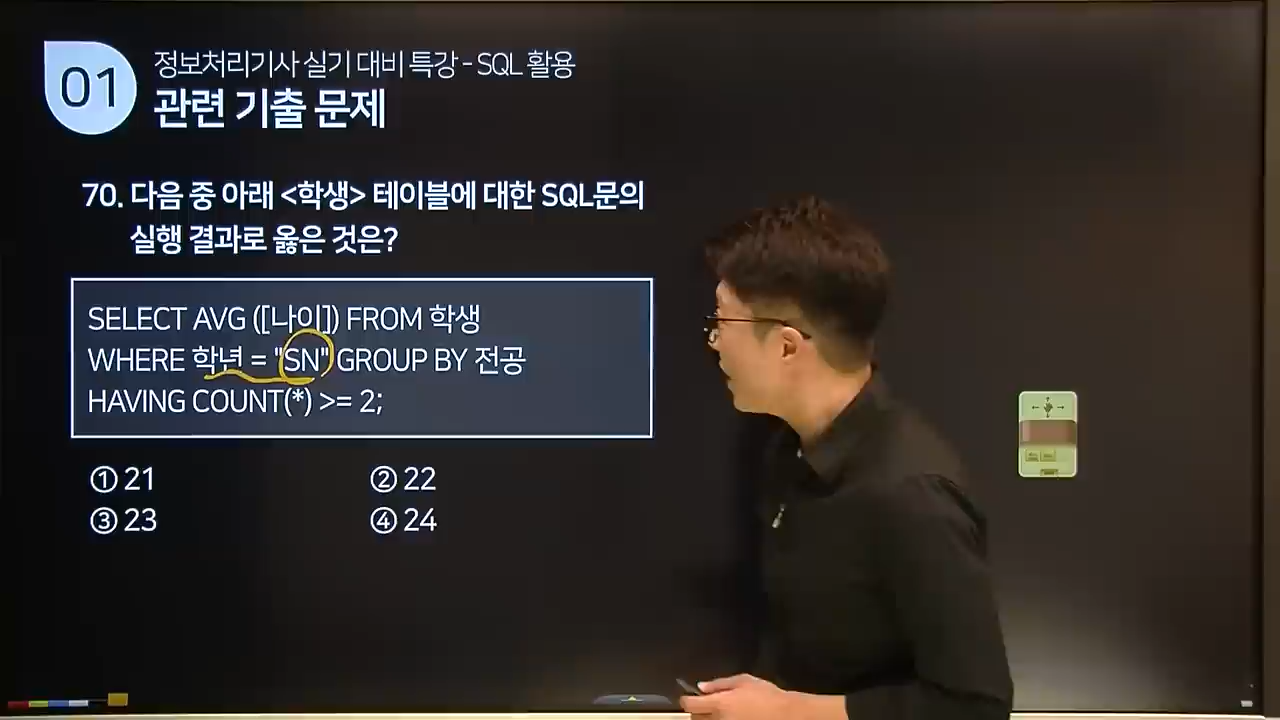 01
정보처리기사 실기 대비 특강 - SQL 활용
관련 기출 문제
70. 다음 중 아래 <학생> 테이블에 대한 SQL문의
실행 결과로 옳은 것은?
SELECT AVG ([나이]) FROM 학생
WHERE 학년 = "SN" GROUP BY 전공
HAVING COUNT(*) >= 2;
① 21
② 22
③ 23
④ 24